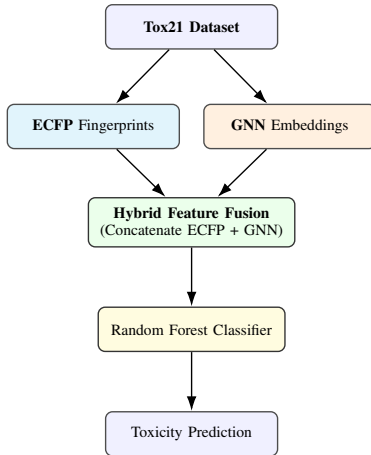 Tox21 Dataset
ECFP Fingerprints
GNN Embeddings
Hybrid Feature Fusion
(Concatenate ECFP + GNN)
Random Forest Classifier
Toxicity Prediction